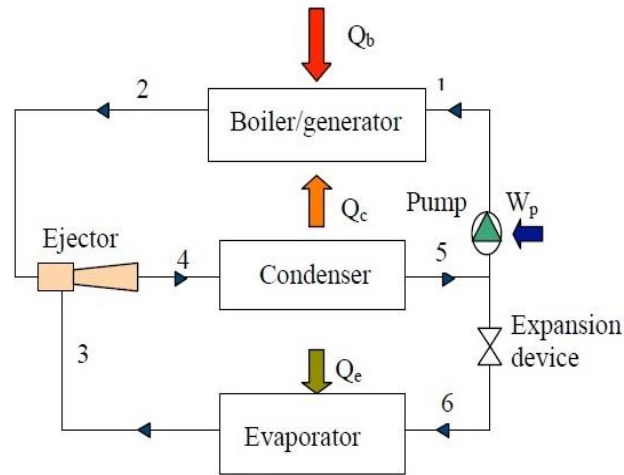 Q_b
2
1
Boiler/generator
Q_c
Pump
W_p
Ejector
4
Condenser
5
Expansion
device
3
Q_e
6
Evaporator